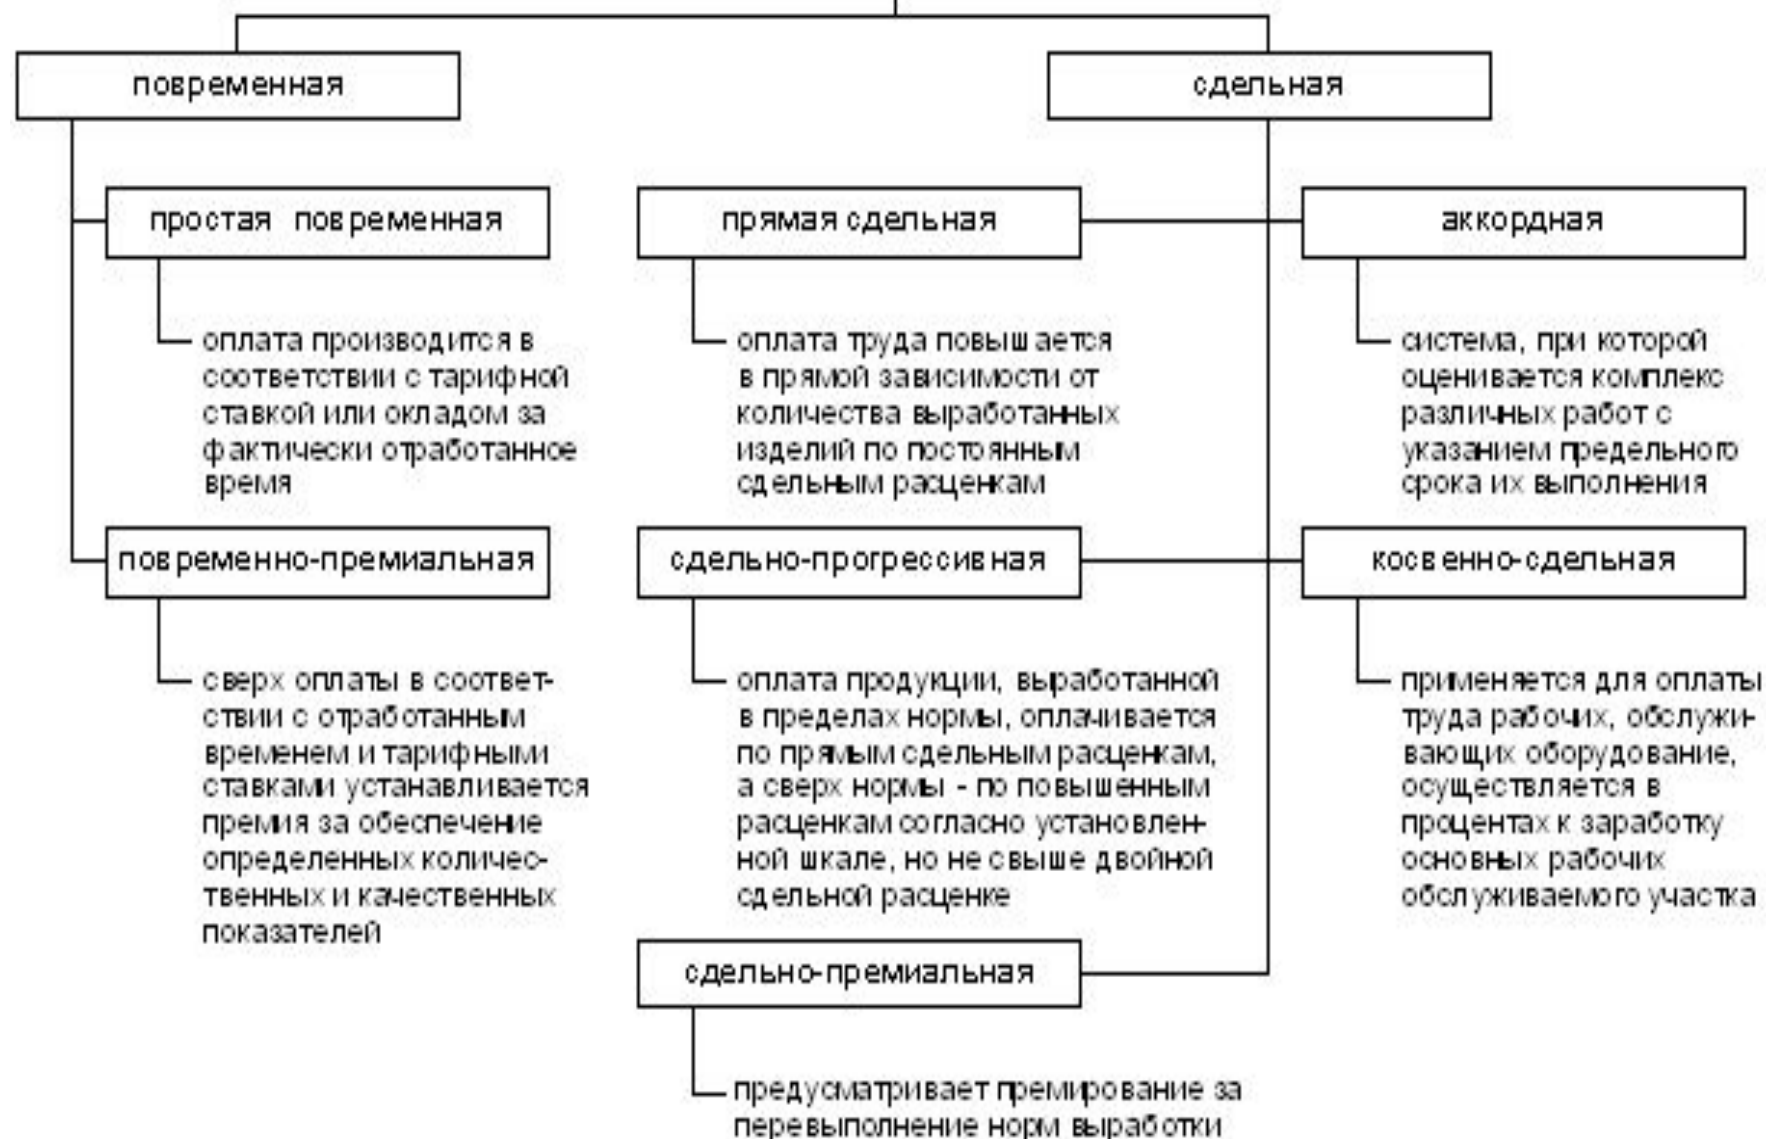 повременная
сдельная
простая повременная
прямая сдельная
аккордная
оплата производится в
соответствии с тарифной
ставкой или окладом за
фактически отработанное
время
оплата труда повышается
в прямой зависимости от
количества выработанных
изделий по постоянным
сдельным расценкам
система, при которой
оценивается комплекс
различных работ с
указанием предельного
срока их выполнения
повременно-премиальная
сдельно-прогрессивная
косвенно-сдельная
сверх оплаты в соответ-
ствии с отработанным
временем и тарифными
ставками устанавливается
премия за обеспечение
определенных количес-
твенных и качественных
показателей
оплата продукции, выработанной
в пределах нормы, оплачивается
по прямым сдельным расценкам,
а сверх нормы - по повышенным
расценкам согласно установлен-
ной шкале, но не свыше двойной
сдельной расценке
применяется для оплаты
труда рабочих, обслужи-
вающих оборудование,
осуществляется в
процентах к заработку
основных рабочих
обслуживаемого участка
сдельно-премиальная
предусматривает премирование за
перевыполнение норм выработки